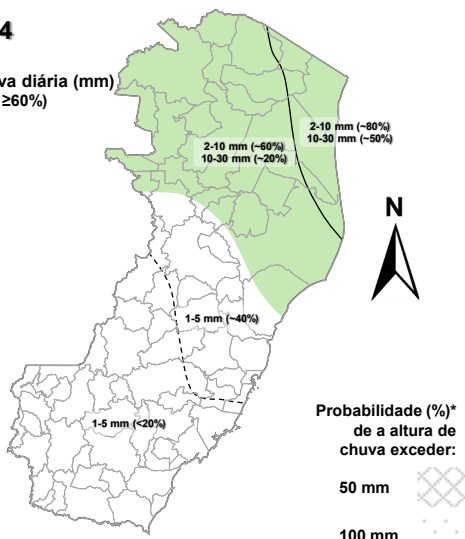 4
va diária (mm)
≥60%)
2-10 mm (~80%)
10-30 mm (~50%)
2-10 mm (~60%)
10-30 mm (~20%)
N
1-5 mm (~40%)
1-5 mm (<20%)
Probabilidade (%)*
de a altura de
chuva exceder:
50 mm
100 mm